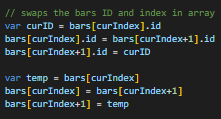 // swaps the bars ID and index in array
var curID = bars[curIndex].id
bars[curIndex].id = bars[curIndex+1].id
bars[curIndex+1].id = curID

var temp = bars[curIndex]
bars[curIndex] = bars[curIndex+1]
bars[curIndex+1] = temp